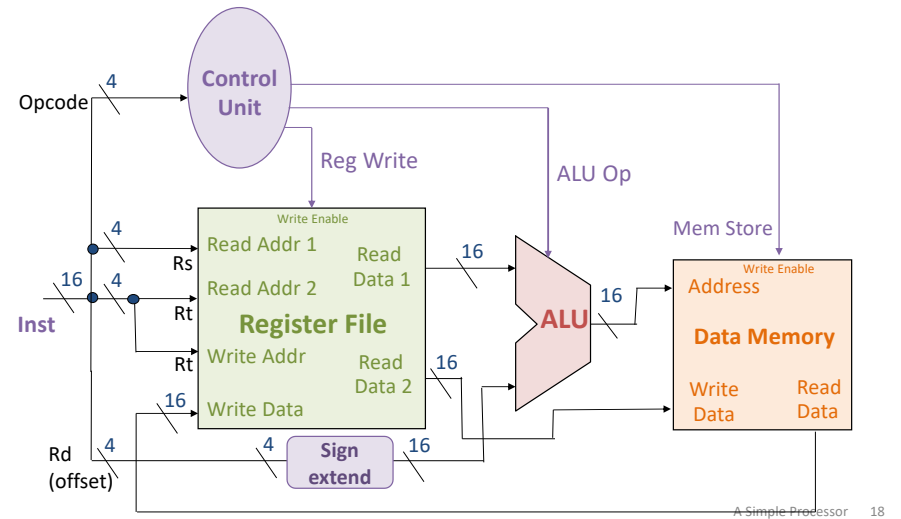 4
Control
Unit
Opcode
Reg Write
ALU Op
Mem Store
Write Enable
4
Read Addr 1
Rs
Read
Data 1
16
16
4
Read Addr 2
Rt
Inst
Register File
ALU
16
Write Enable
Address
Data Memory
Write Addr
Rt
Read
Data 2
16
16
Write Data
Write
Data
Read
Data
Rd
(offset)
4
4
Sign
extend
16
A Simple Processor 18